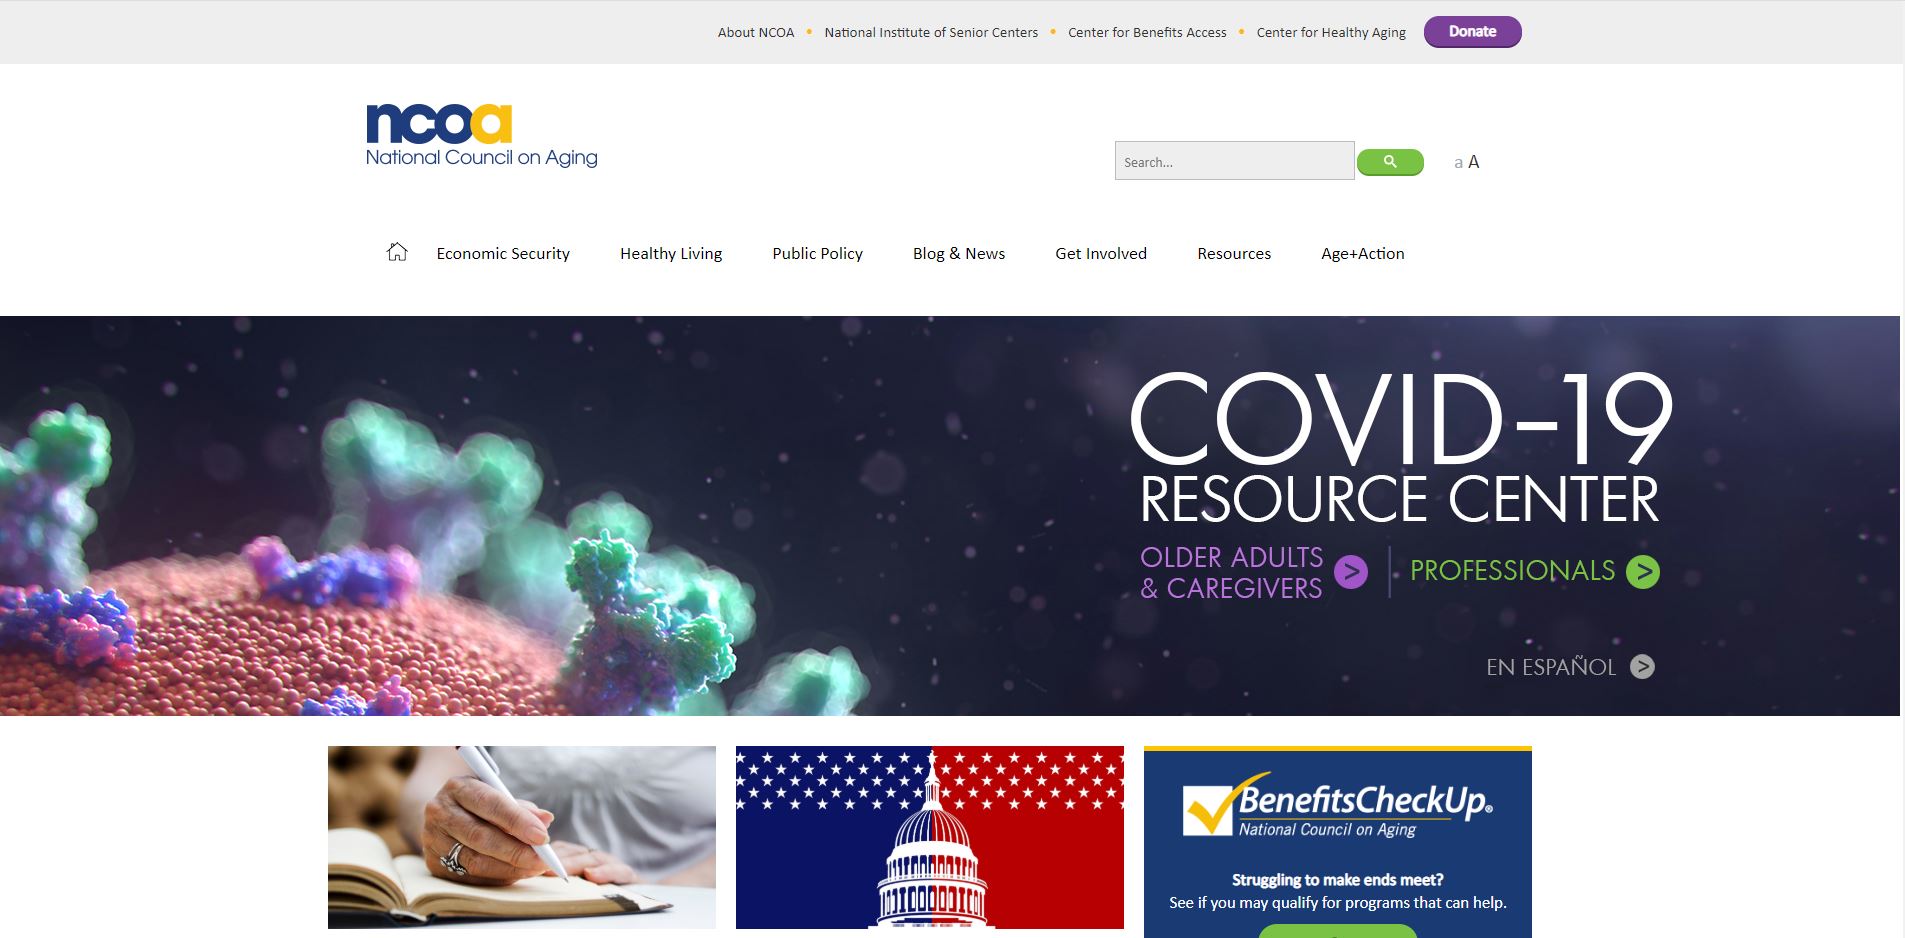 About NCOA • National Institute of Senior Centers • Center for Benefits Access • Center for Healthy Aging Donate
ncoa
National Council on Aging
Search... a A
Economic Security Healthy Living Public Policy Blog & News Get Involved Resources Age+Action
COVID-19
RESOURCE CENTER
OLDER ADULTS
& CAREGIVERS >
PROFESSIONALS >
EN ESPAÑOL >
BenefitsCheckUp®
National Council on Aging
Struggling to make ends meet?
See if you may qualify for programs that can help.